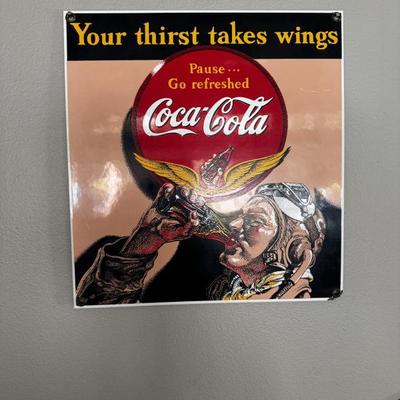 Your thirst takes wings
Pause...
Go refreshed
Coca-Cola